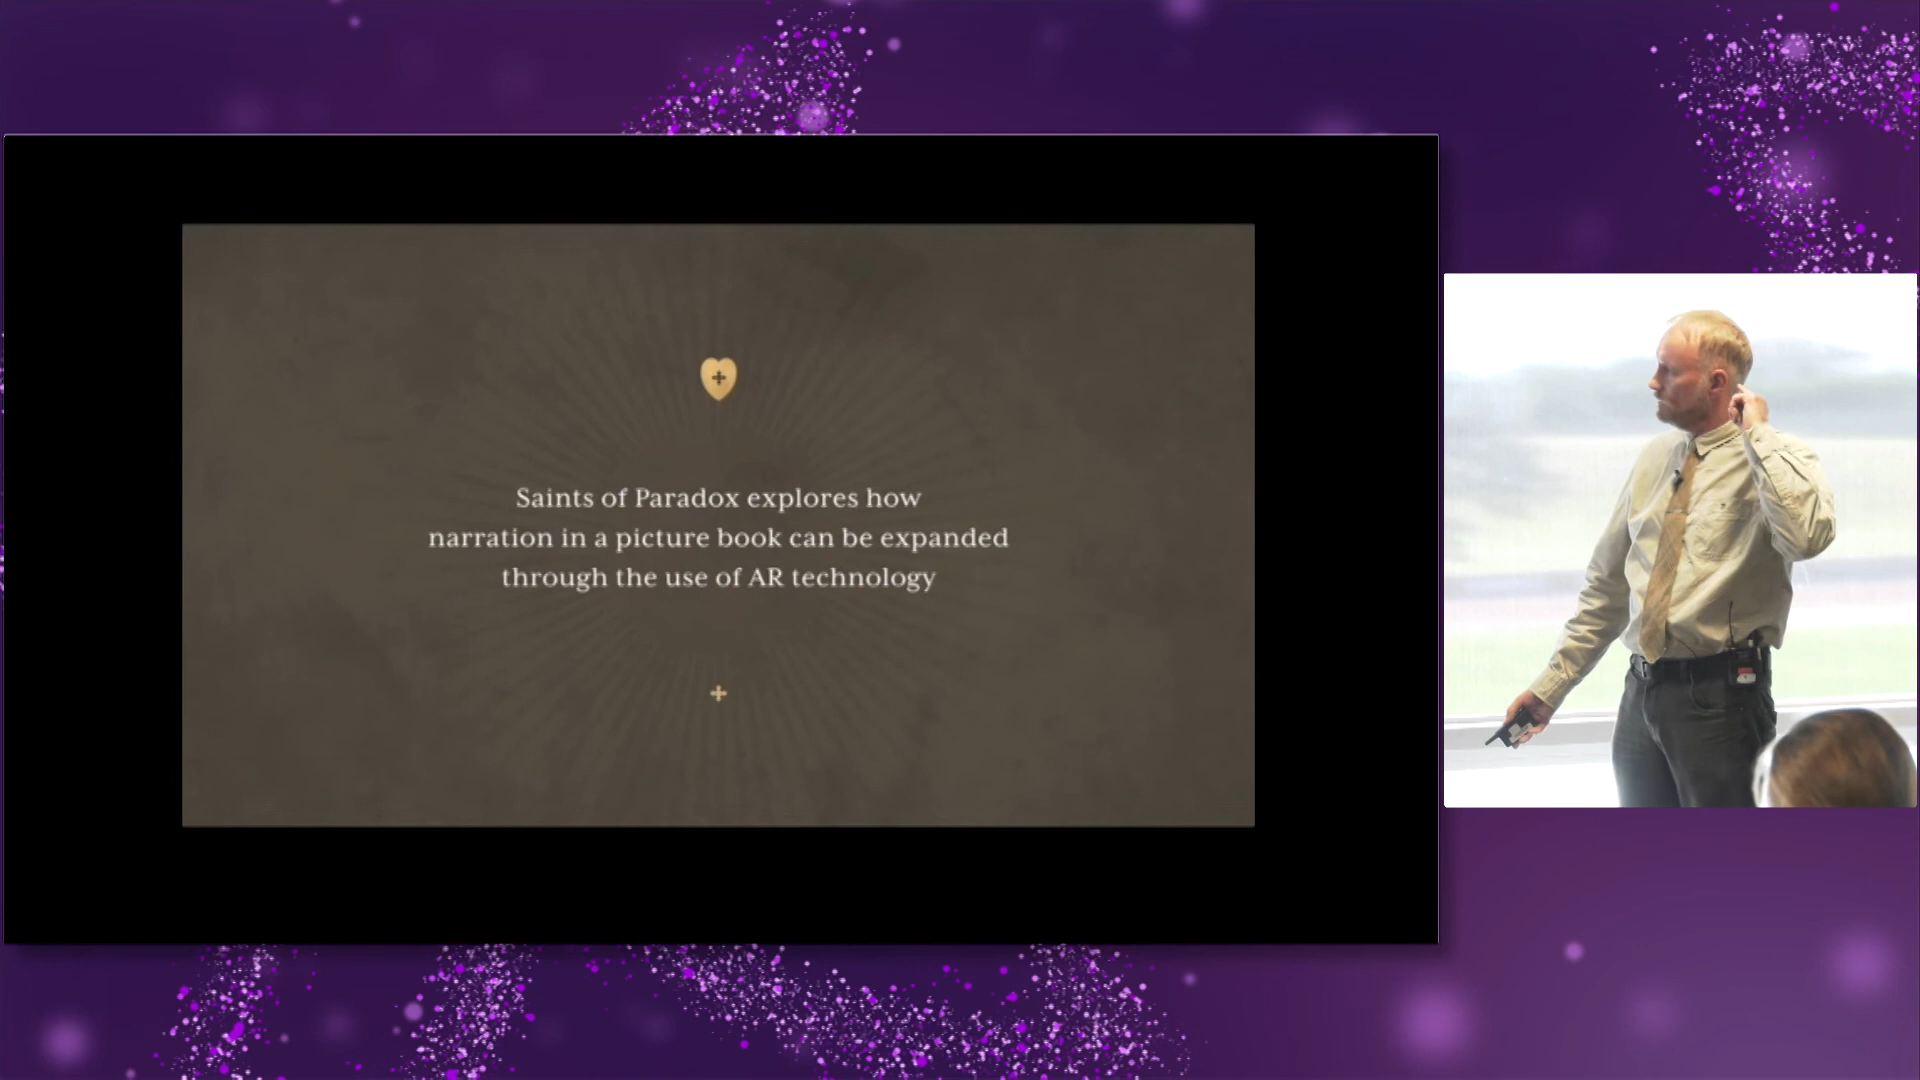 Saints of Paradox explores how
narration in a picture book can be expanded
through the use of AR technology